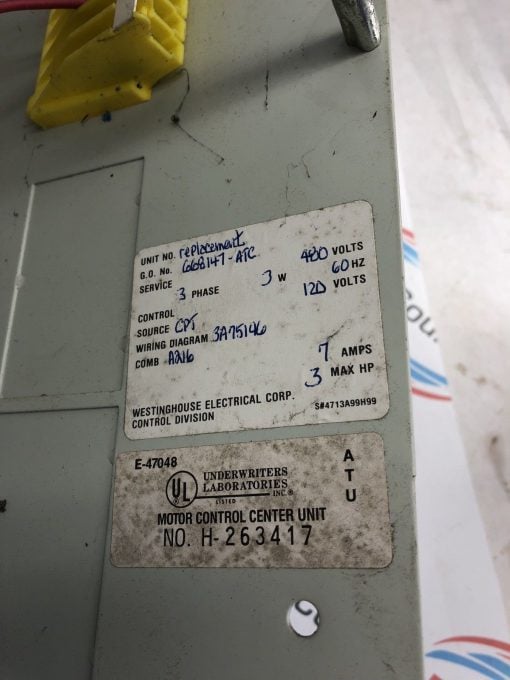 UNIT NO. replacement
G.O. No. 668147-ATC
SERVICE 480 VOLTS
3 PHASE 3 W 60 HZ
CONTROL 120 VOLTS
SOURCE CPT
WIRING DIAGRAM 3A75146
COMB A216 7 AMPS
3 MAX HP
WESTINGHOUSE ELECTRICAL CORP.
CONTROL DIVISION S#4713A99H99
E-47048
UL UNDERWRITERS
LABORATORIES
LISTED INC.®
A
T
U
MOTOR CONTROL CENTER UNIT
NO. H-263417